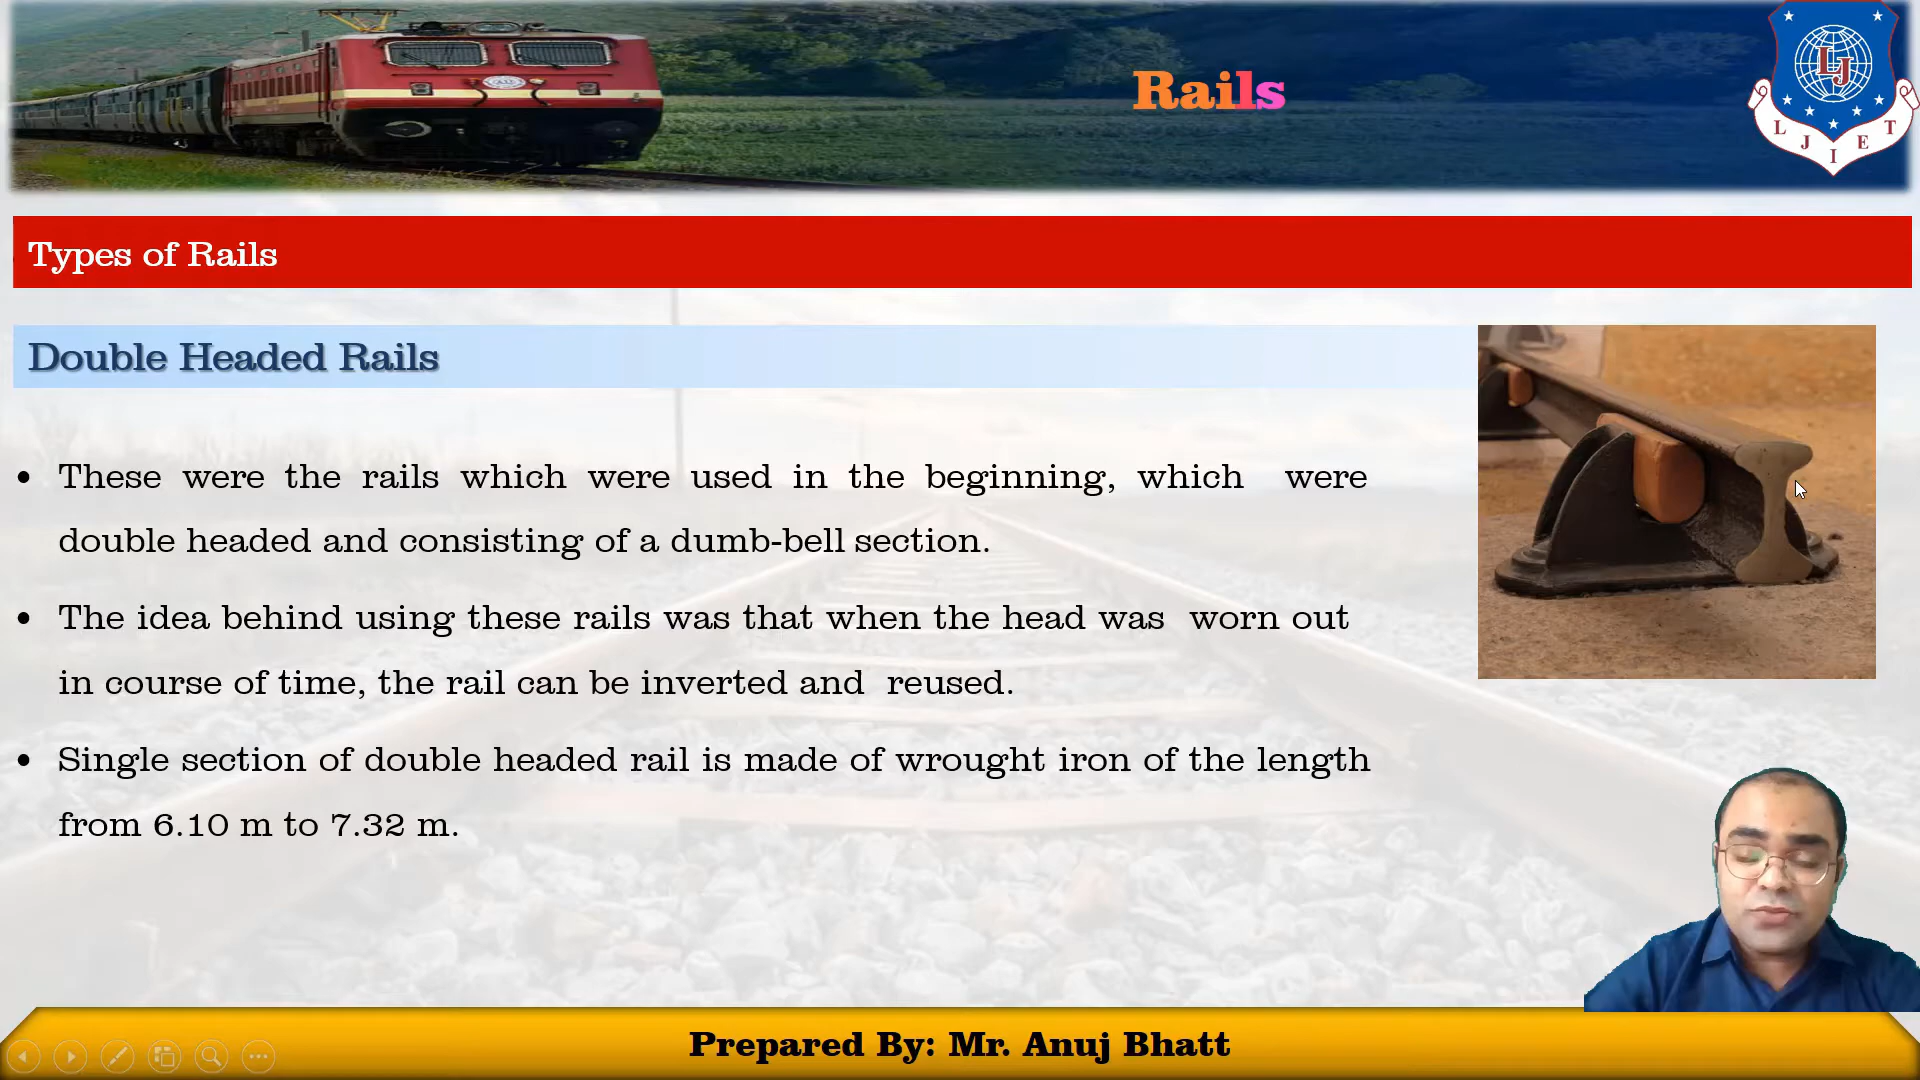 Rails
LJ
L J I E T
Types of Rails
Double Headed Rails
• These were the rails which were used in the beginning, which were
double headed and consisting of a dumb-bell section.
• The idea behind using these rails was that when the head was worn out
in course of time, the rail can be inverted and reused.
• Single section of double headed rail is made of wrought iron of the length
from 6.10 m to 7.32 m.
Prepared By: Mr. Anuj Bhatt